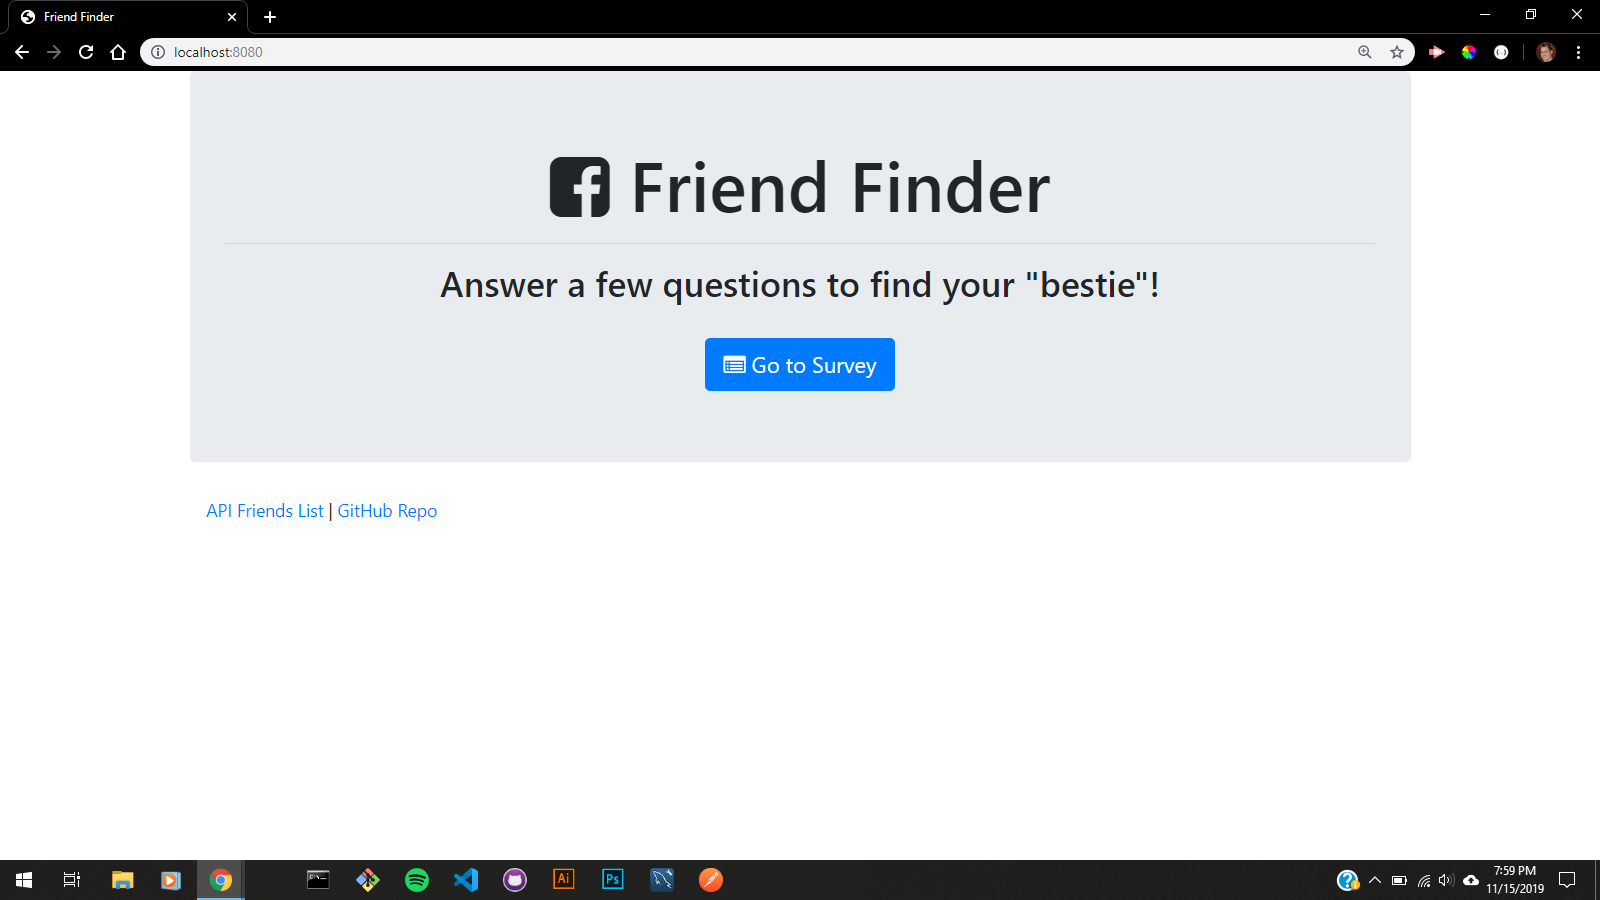 Friend Finder
localhost:8080
Friend Finder
Answer a few questions to find your "bestie"!
Go to Survey
API Friends List | GitHub Repo
Ai
Ps
7:59 PM
11/15/2019